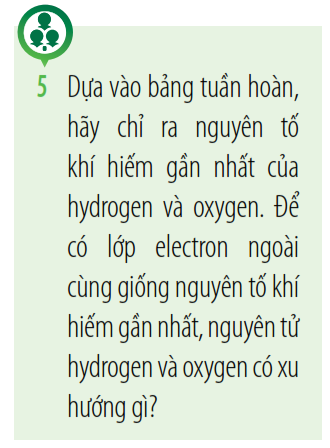 5 Dựa vào bảng tuần hoàn,
hãy chỉ ra nguyên tố
khí hiếm gần nhất của
hydrogen và oxygen. Để
có lớp electron ngoài
cùng giống nguyên tố khí
hiếm gần nhất, nguyên tử
hydrogen và oxygen có xu
hướng gì?